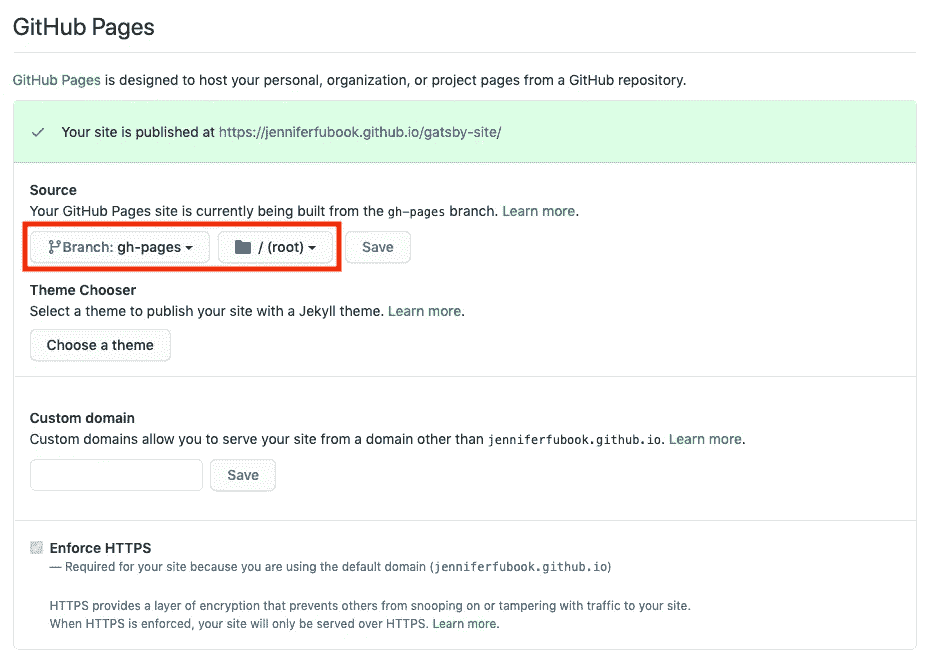 GitHub Pages
GitHub Pages is designed to host your personal, organization, or project pages from a GitHub repository.
Your site is published at https://jenniferfubook.github.io/gatsby-site/
Source
Your GitHub Pages site is currently being built from the gh-pages branch. Learn more.
Branch: gh-pages / (root) Save
Theme Chooser
Select a theme to publish your site with a Jekyll theme. Learn more.
Choose a theme
Custom domain
Custom domains allow you to serve your site from a domain other than jenniferfubook.github.io. Learn more.
Save
Enforce HTTPS
— Required for your site because you are using the default domain (jenniferfubook.github.io)
HTTPS provides a layer of encryption that prevents others from snooping on or tampering with traffic to your site.
When HTTPS is enforced, your site will only be served over HTTPS. Learn more.